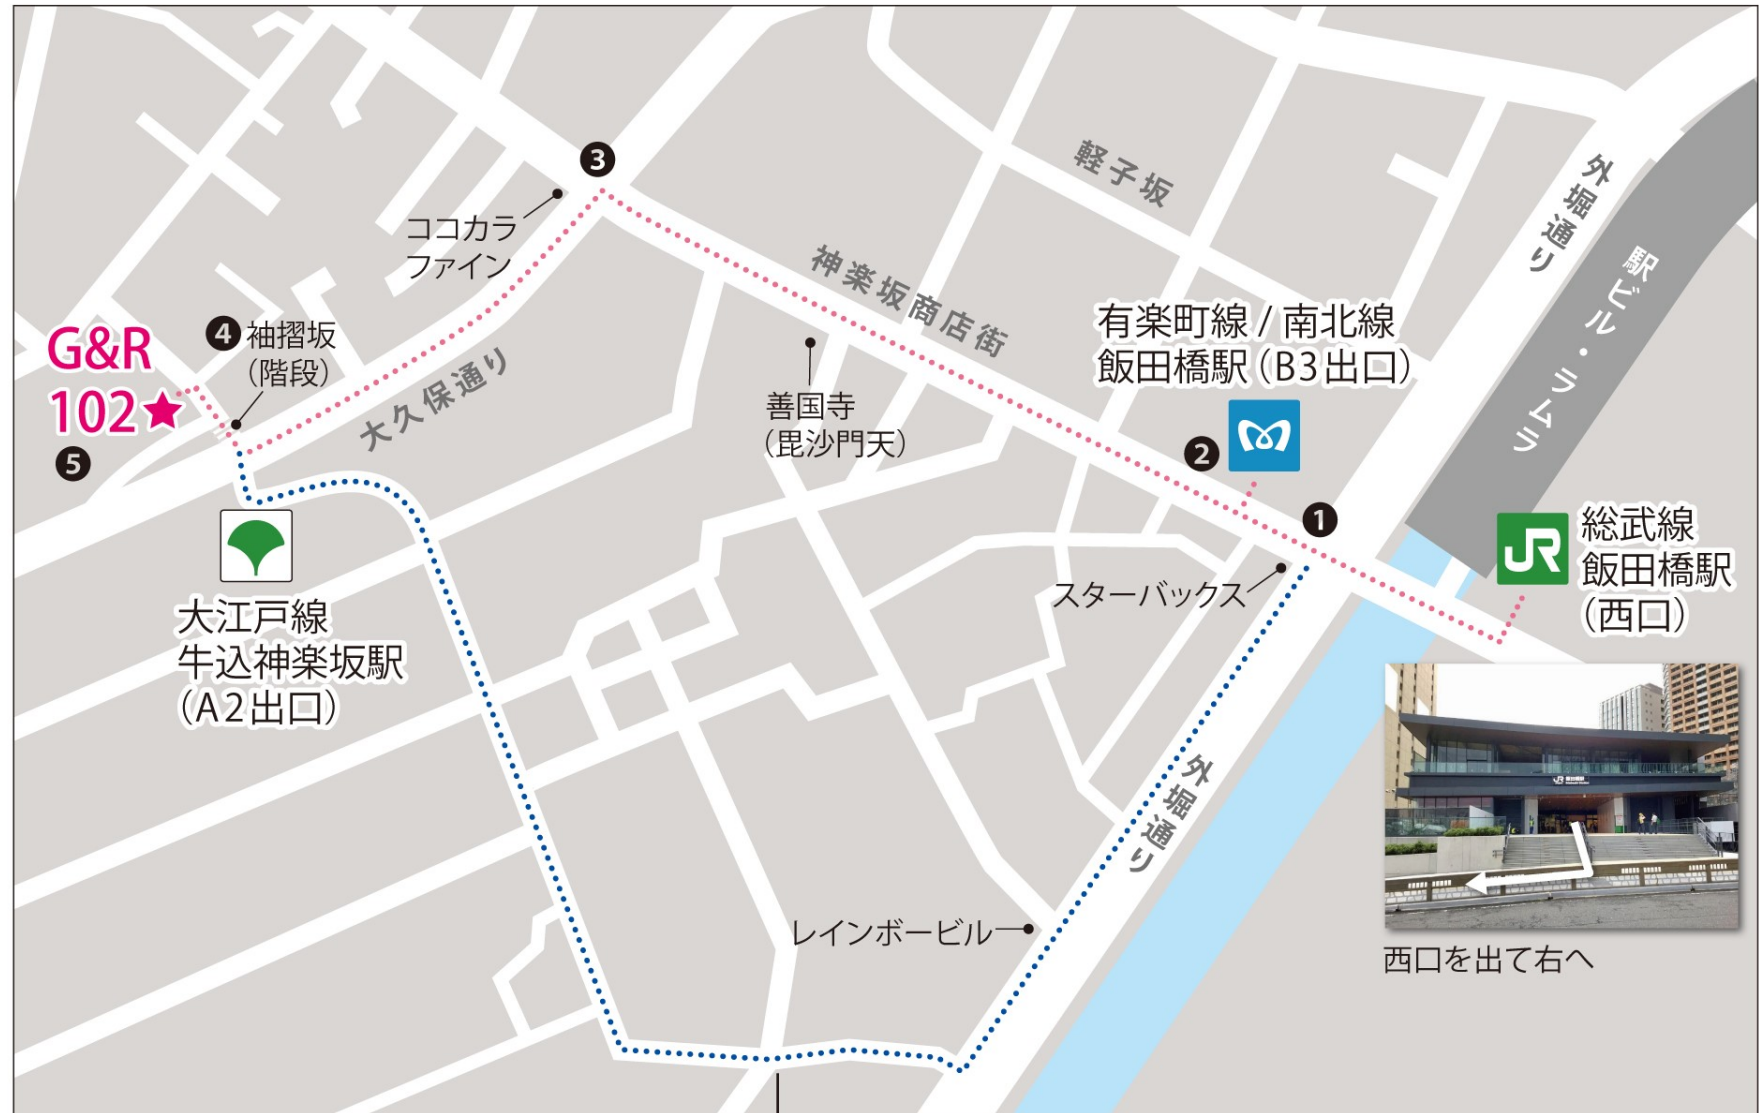 ❸
ココカラ
ファイン
軽子坂
外堀通り
神楽坂商店街
駅ビル・ラムラ
G&R
102★
❹袖摺坂
(階段)
大久保通り
❺
善国寺
(毘沙門天)
有楽町線 / 南北線
飯田橋駅(B3出口)
❷
❶
JR
総武線
飯田橋駅
(西口)
スターバックス
大江戸線
牛込神楽坂駅
(A2出口)
外堀通り
レインボービル
西口を出て右へ